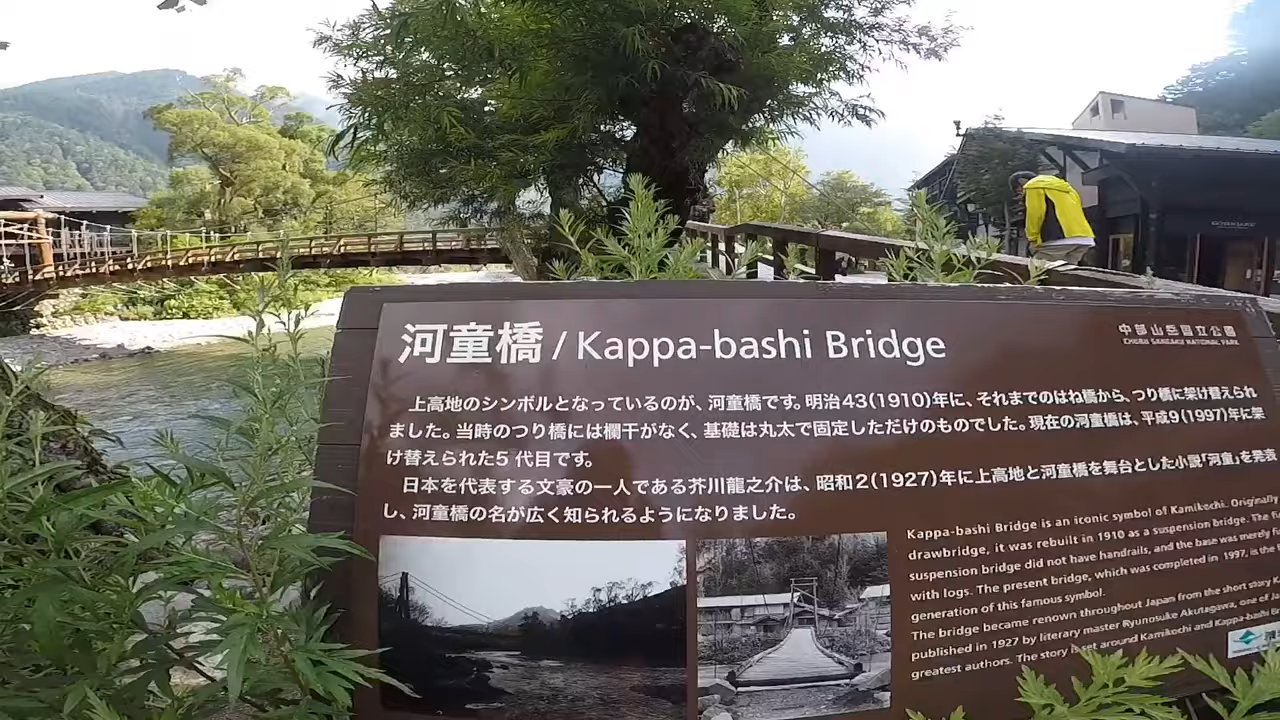 河童橋 / Kappa-bashi Bridge
中部山岳国立公園
CHUBU SANGAKU NATIONAL PARK
上高地のシンボルとなっているのが、河童橋です。明治43(1910)年に、それまでのはね橋から、つり橋に架け替えられ
ました。当時のつり橋には欄干がなく、基礎は丸太で固定しただけのものでした。現在の河童橋は、平成9(1997)年に架
け替えられた5 代目です。
日本を代表する文豪の一人である芥川龍之介は、昭和2(1927)年に上高地と河童橋を舞台とした小説「河童」を発表
し、河童橋の名が広く知られるようになりました。
Kappa-bashi Bridge is an iconic symbol of Kamikochi. Originally
drawbridge, it was rebuilt in 1910 as a suspension bridge. The
suspension bridge did not have handrails, and the base was merely
with logs. The present bridge, which was completed in 1997, is the
generation of this famous symbol.
The bridge became renown throughout Japan from the short story
published in 1927 by literary master Ryunosuke Akutagawa, one of
greatest authors. The story is set around Kamikochi and Kappa-bashi